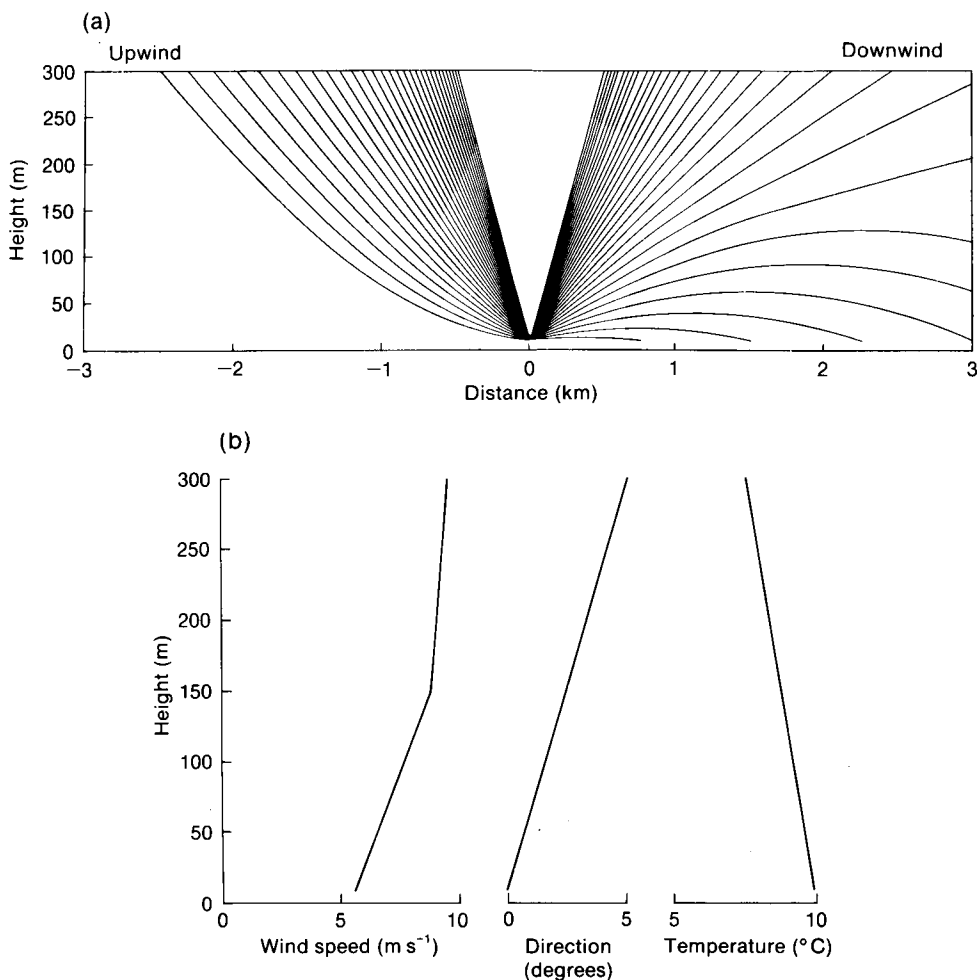 (a)
Upwind
Downwind
300
250
200
150
100
50
0
Height (m)
−3
−2
−1
0
1
2
3
Distance (km)
(b)
300
250
200
150
100
50
0
Height (m)
0
5
10
Wind speed (m s⁻¹)
0
5
Direction
(degrees)
5
10
Temperature (°C)